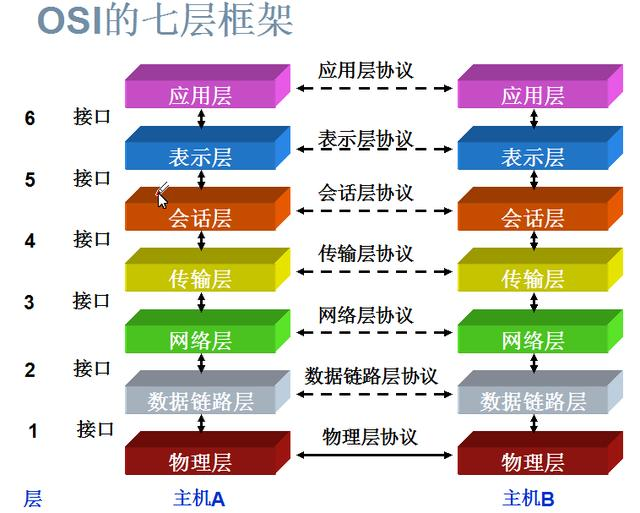 OSI的七层框架
应用层 应用层协议 应用层
6 接口
表示层 表示层协议 表示层
5 接口
会话层 会话层协议 会话层
4 接口
传输层 传输层协议 传输层
3 接口
网络层 网络层协议 网络层
2 接口
数据链路层 数据链路层协议 数据链路层
1 接口
物理层 物理层协议 物理层
层 主机A 主机B